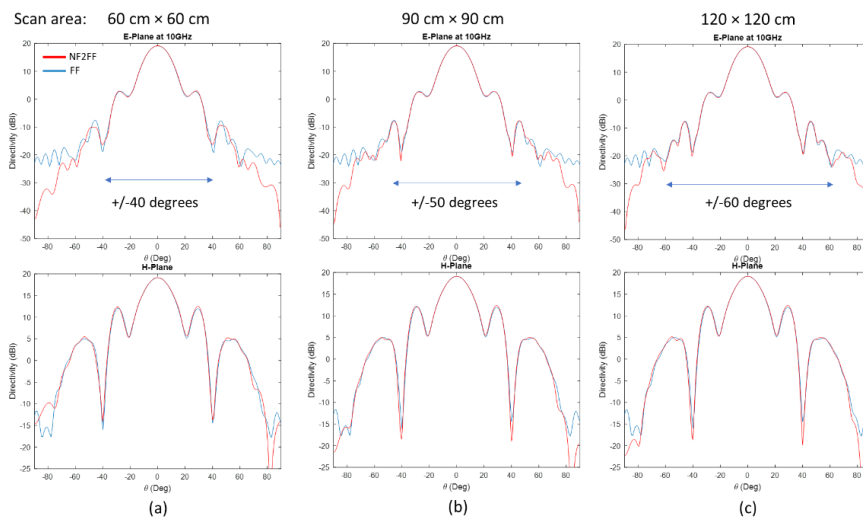 Scan area: 60 cm × 60 cm 90 cm × 90 cm 120 × 120 cm
E-Plane at 10GHz
20
10
0
-10
-20
-30
-40
-50
Directivity (dBi)
NF2FF
FF
+/-40 degrees
-80 -60 -40 -20 0 20 40 60 80
θ (Deg)
E-Plane at 10GHz
20
10
0
-10
-20
-30
-40
-50
Directivity (dBi)
+/-50 degrees
-80 -60 -40 -20 0 20 40 60 80
θ (Deg)
E-Plane at 10GHz
20
10
0
-10
-20
-30
-40
-50
Directivity (dBi)
+/-60 degrees
-80 -60 -40 -20 0 20 40 60 80
θ (Deg)
H-Plane
20
15
10
5
0
-5
-10
-15
-20
-25
Directivity (dBi)
-80 -60 -40 -20 0 20 40 60 80
θ (Deg)
(a)
H-Plane
20
15
10
5
0
-5
-10
-15
-20
-25
Directivity (dBi)
-80 -60 -40 -20 0 20 40 60 80
θ (Deg)
(b)
H-Plane
20
15
10
5
0
-5
-10
-15
-20
-25
Directivity (dBi)
-80 -60 -40 -20 0 20 40 60 80
θ (Deg)
(c)